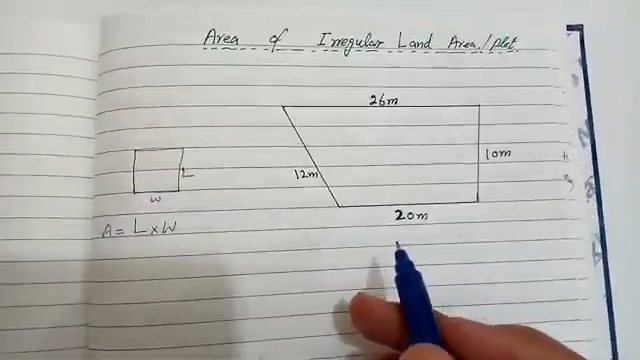 Area of Irregular Land Area/plot
26m
10m
12m
20m
L
w
A = L x W